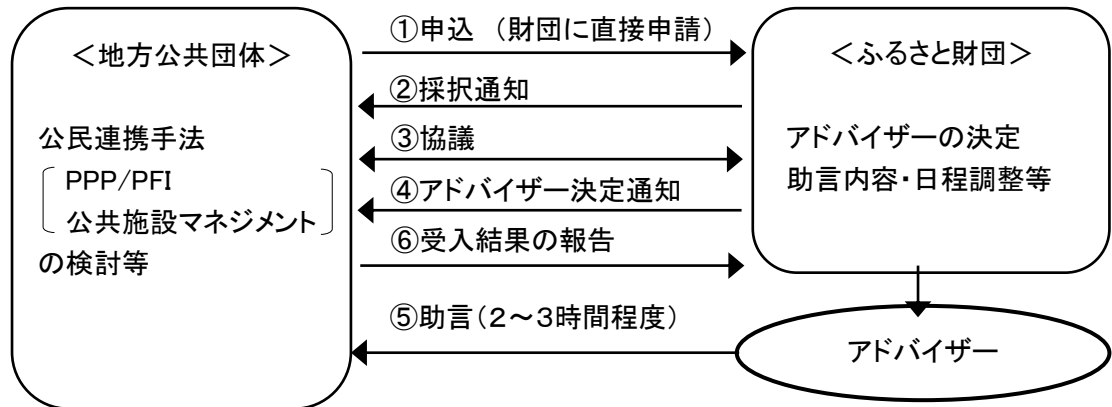 ＜地方公共団体＞
公民連携手法
PPP/PFI
公共施設マネジメント
の検討等
①申込 （財団に直接申請）
②採択通知
③協議
④アドバイザー決定通知
⑥受入結果の報告
⑤助言（２～３時間程度）
＜ふるさと財団＞
アドバイザーの決定
助言内容・日程調整等
アドバイザー